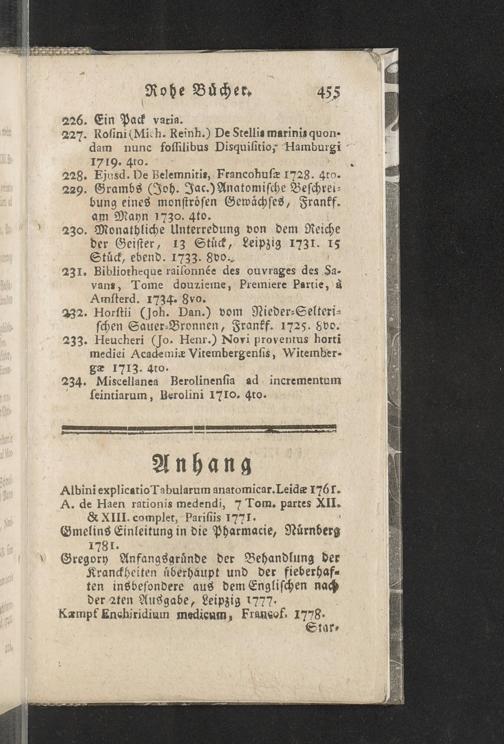 Rohe Bücher. 455
226. Ein Pack varia.
227. Rosini (Mich. Reinh.) De Stellis marinis quon-
dam nunc fossilibus Disquisitio, Hamburgi
1719. 4to.
228. Ejusd. De Belemnitis, Francohusæ 1728. 4to.
229. Grambs (Joh. Jac.) Anatomische Beschrei-
bung eines monströsen Gewächses, Franff.
am Mayn 1730. 4to.
230. Monathliche Unterredung von dem Reiche
der Geister, 13 Stück, Leipzig 1731. 15
Stück, ebend. 1733. 8vo.
231. Bibliotheque raisonnée des ouvrages des Sa-
vans, Tome douzieme, Premiere Partie, à
Amsterd. 1734. 8vo.
232. Horstii (Joh. Dan.) vom Nieder-Selteri-
schen Sauer-Bronnen, Frankf. 1725. 8vo.
233. Heucheri (Jo. Henr.) Novi proventus horti
medici Academiæ Vitembergensis, Witember-
gæ 1713. 4to.
234. Miscellanea Berolinensia ad incrementum
seintiarum, Berolini 1710. 4to.
Anhang
Albini explicatio Tabularum anatomicar. Leidæ 1761.
A. de Haen rationis medendi, 7 Tom. partes XII.
& XIII. complet, Parisiis 1771.
Gmelins Einleitung in die Pharmacie, Nürnberg
1781.
Gregory Anfangsgründe der Behandlung der
Kranckheiten überhäupt und der fieberhaf-
ten insbesondere aus dem Englischen nach
der 2ten Ausgabe, Leipzig 1777.
Kæmpf Enchiridium medicum, Francof. 1778.
Star-